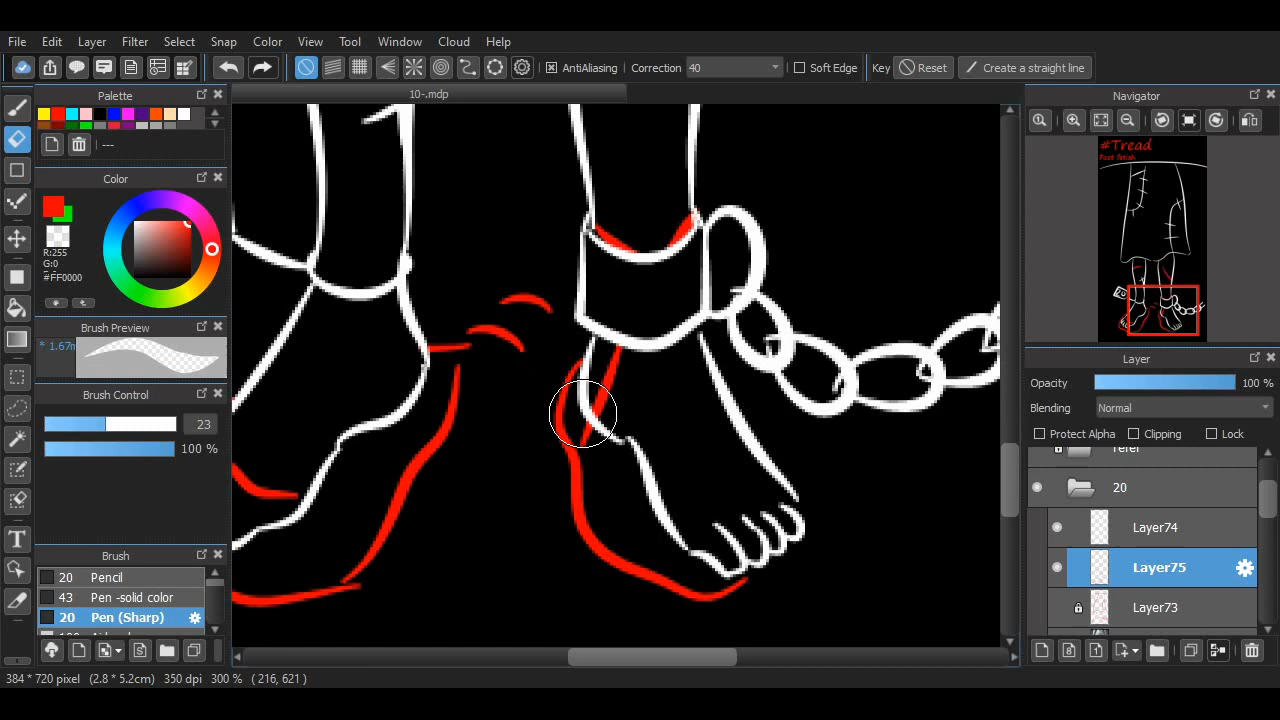 File Edit Layer Filter Select Snap Color View Tool Window Cloud Help
AntiAliasing Correction 40 Soft Edge Key Reset Create a straight line
Palette
10-.mdp
Navigator
---
#Tread
Foot fetish
Color
R:255
G:0
#FF0000
Brush Preview
* 1.67m
Layer
Brush Control
Opacity 100 %
Blending Normal
23
Protect Alpha Clipping Lock
100 %
20
Layer74
Brush
Layer75
20 Pencil
43 Pen -solid color
Layer73
20 Pen (Sharp)
384 * 720 pixel (2.8 * 5.2cm) 350 dpi 300 % ( 216, 621 )